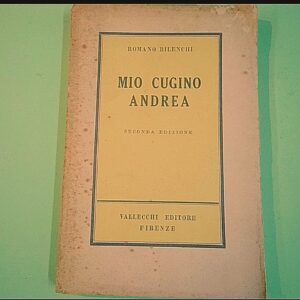 ROMANO BILENCHI
MIO CUGINO
ANDREA
SECONDA EDIZIONE
VALLECCHI EDITORE
FIRENZE